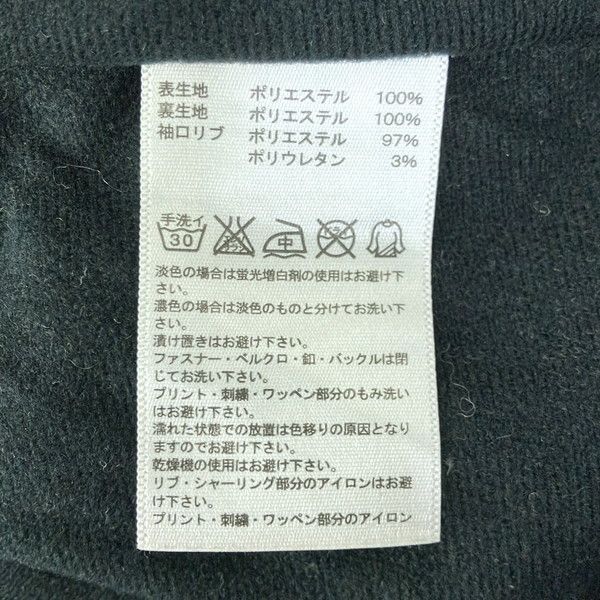 表生地 ポリエステル 100%
裏生地 ポリエステル 100%
袖口リブ ポリエステル 97%
ポリウレタン 3%
手洗イ
30 中
淡色の場合は蛍光増白剤の使用はお避け下
さい。
濃色の場合は淡色のものと分けてお洗い下
さい。
漬け置きはお避け下さい。
ファスナー・ベルクロ・釦・バックルは閉
じてお洗い下さい。
プリント・刺繍・ワッペン部分のもみ洗い
はお避け下さい。
濡れた状態での放置は色移りの原因となり
ますのでお避け下さい。
乾燥機の使用はお避け下さい。
リブ・シャーリング部分のアイロンはお避
け下さい。
プリント・刺繍・ワッペン部分のアイロン